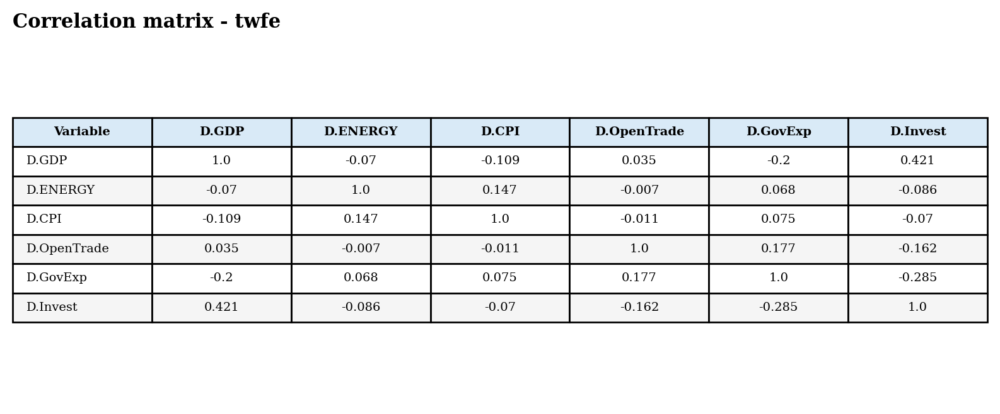 Correlation matrix - twfe
Variable D.GDP D.ENERGY D.CPI D.OpenTrade D.GovExp D.Invest
D.GDP 1.0 -0.07 -0.109 0.035 -0.2 0.421
D.ENERGY -0.07 1.0 0.147 -0.007 0.068 -0.086
D.CPI -0.109 0.147 1.0 -0.011 0.075 -0.07
D.OpenTrade 0.035 -0.007 -0.011 1.0 0.177 -0.162
D.GovExp -0.2 0.068 0.075 0.177 1.0 -0.285
D.Invest 0.421 -0.086 -0.07 -0.162 -0.285 1.0